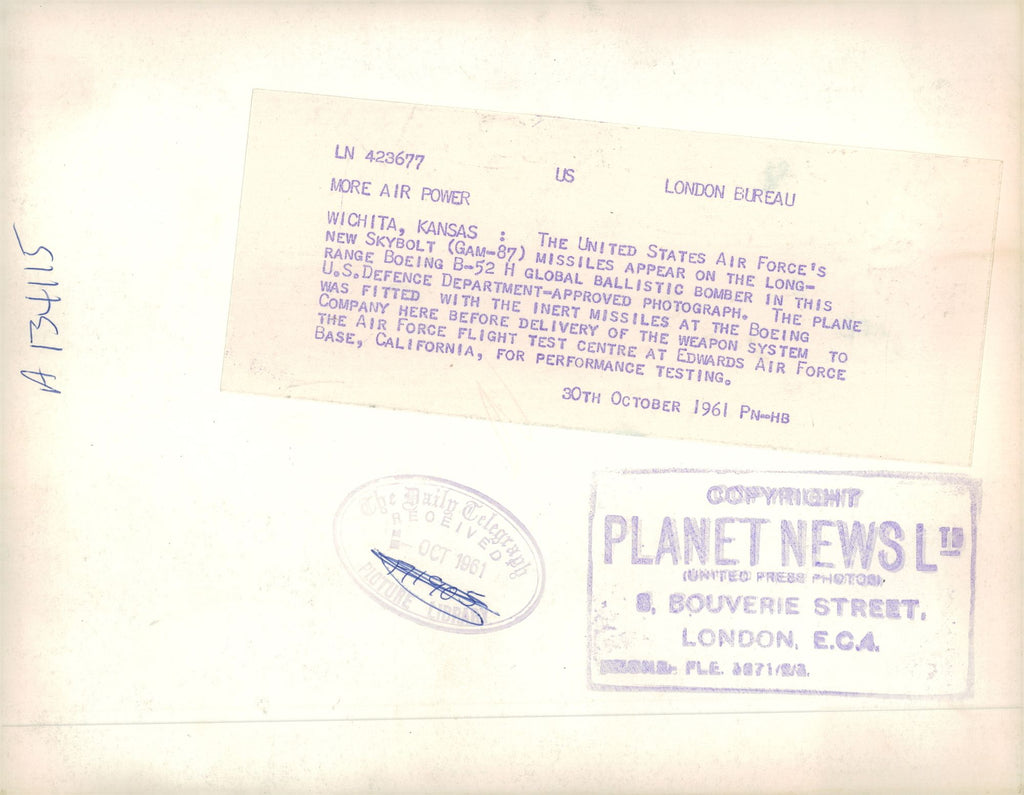 LN 423677 US LONDON BUREAU
MORE AIR POWER
WICHITA, KANSAS : THE UNITED STATES AIR FORCE'S
NEW SKYBOLT (GAM-87) MISSILES APPEAR ON THE LONG-
RANGE BOEING B-52 H GLOBAL BALLISTIC BOMBER IN THIS
U.S.DEFENCE DEPARTMENT-APPROVED PHOTOGRAPH. THE PLANE
WAS FITTED WITH THE INERT MISSILES AT THE BOEING
COMPANY HERE BEFORE DELIVERY OF THE WEAPON SYSTEM TO
THE AIR FORCE FLIGHT TEST CENTRE AT EDWARDS AIR FORCE
BASE, CALIFORNIA, FOR PERFORMANCE TESTING.
30TH OCTOBER 1961 PN-HB
A 134115
The Daily Telegraph
RECEIVED
OCT 1961
PICTURE LIBRARY
COPYRIGHT
PLANET NEWS LTD
(UNITED PRESS PHOTOS)
8, BOUVERIE STREET,
LONDON, E.C.4.
FLE.